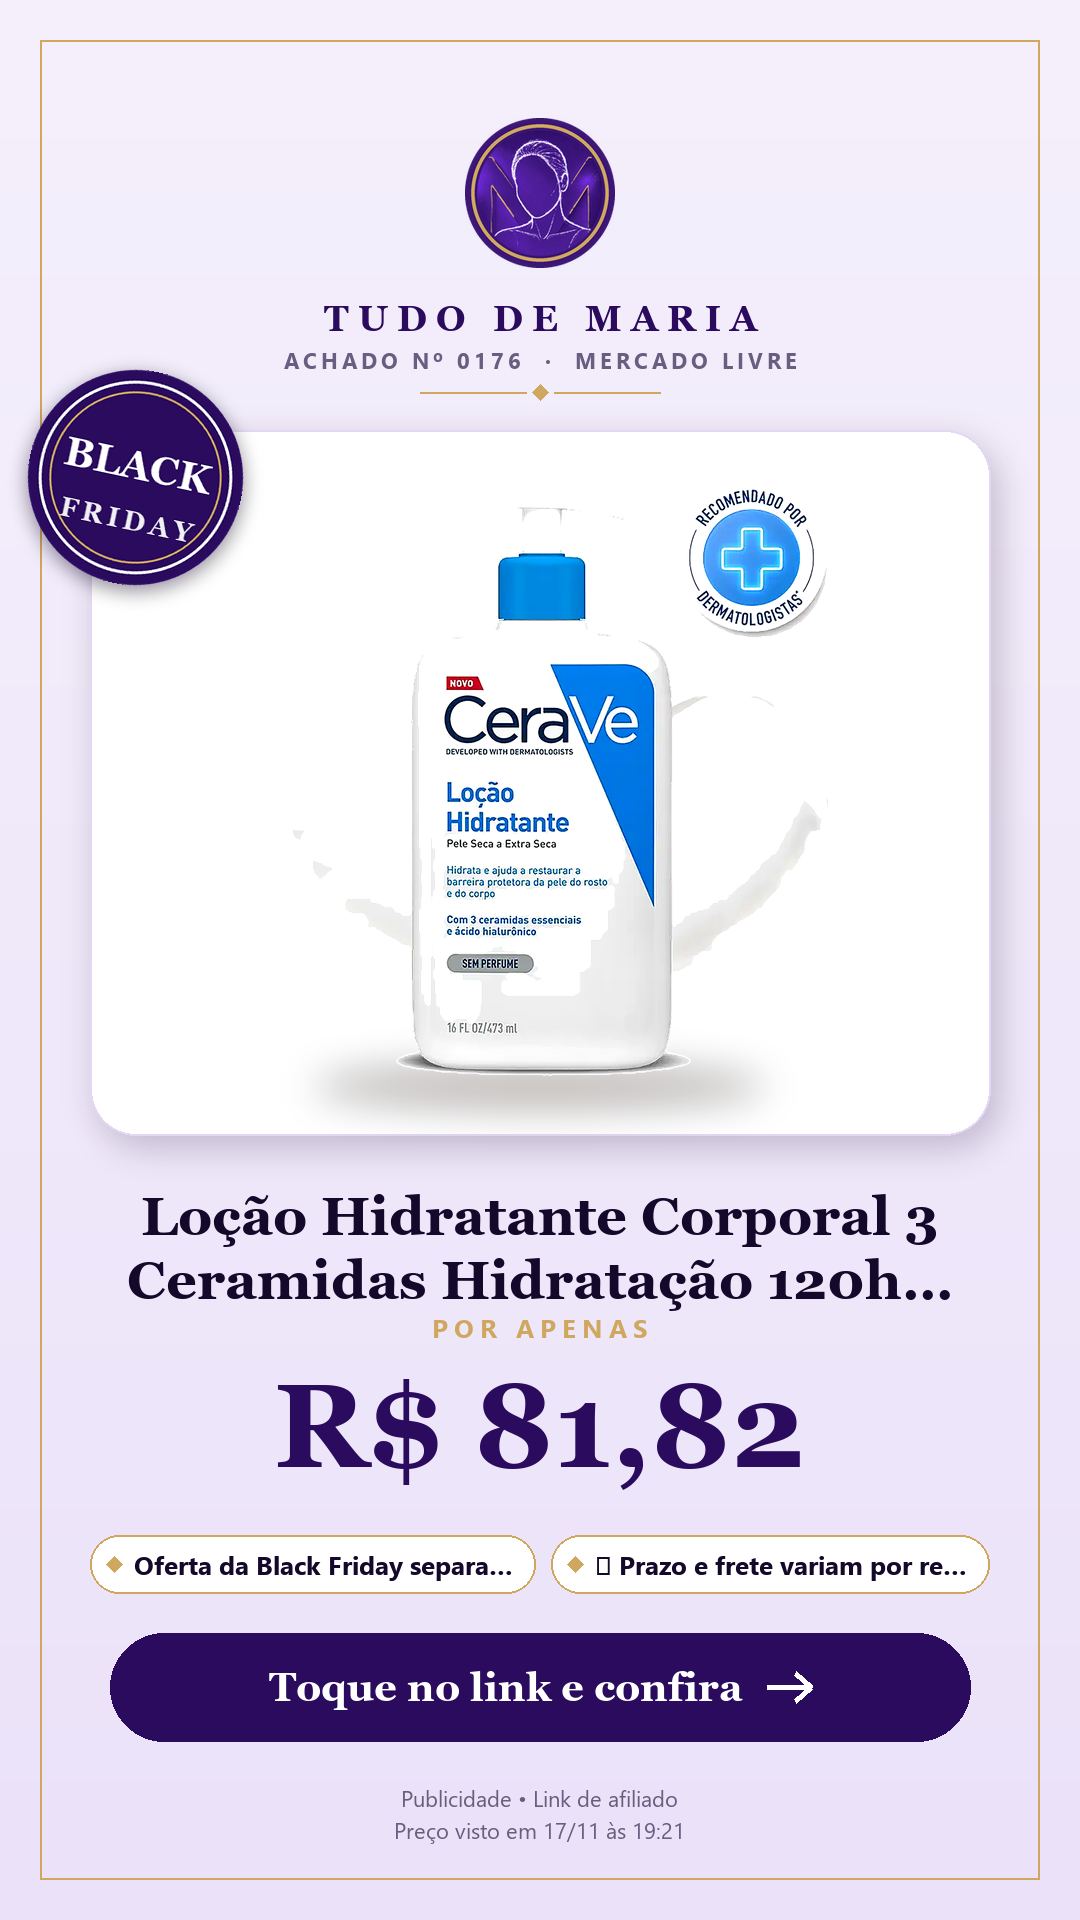 TUDO DE MARIA
ACHADO Nº 0176 · MERCADO LIVRE
BLACK
FRIDAY
RECOMENDADO POR
DERMATOLOGISTAS*
NOVO
CeraVe
DEVELOPED WITH DERMATOLOGISTS
Loção
Hidratante
Pele Seca a Extra Seca
Hidrata e ajuda a restaurar a
barreira protetora da pele do rosto
e do corpo
Com 3 ceramidas essenciais
e ácido hialurônico
SEM PERFUME
16 FL OZ/473 ml
Loção Hidratante Corporal 3
Ceramidas Hidratação 120h...
POR APENAS
R$ 81,82
Oferta da Black Friday separa...
Prazo e frete variam por re...
Toque no link e confira →
Publicidade • Link de afiliado
Preço visto em 17/11 às 19:21